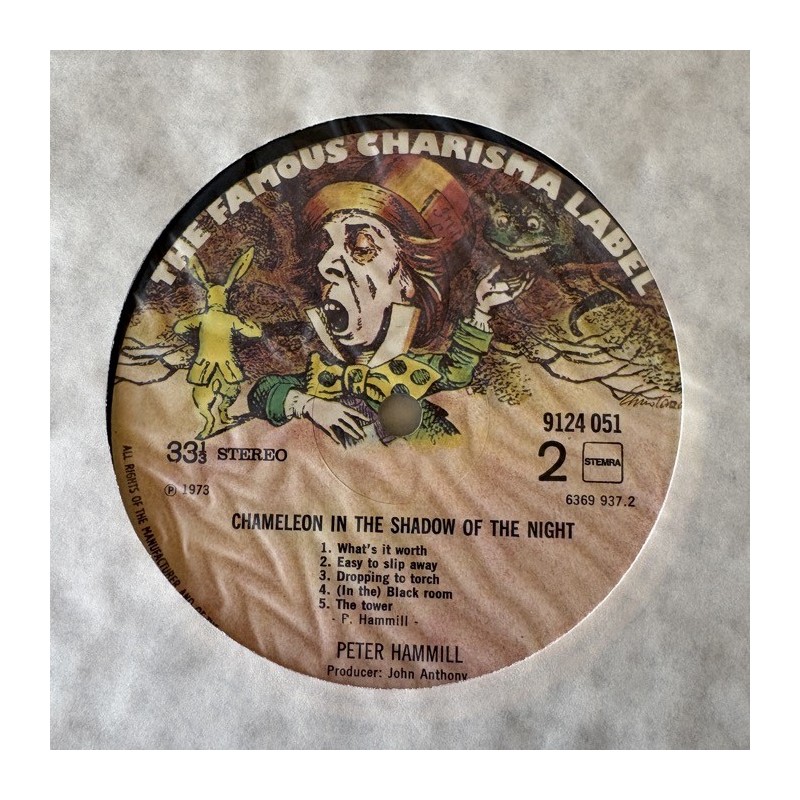 THE FAMOUS CHARISMA LABEL
9124 051
33⅓ STEREO
2
STEMRA
℗ 1973
6369 937.2
CHAMELEON IN THE SHADOW OF THE NIGHT
1. What's it worth
2. Easy to slip away
3. Dropping to torch
4. (In the) Black room
5. The tower
- P. Hammill -
PETER HAMMILL
Producer: John Anthony
ALL RIGHTS OF THE MANUFACTURER AND OF